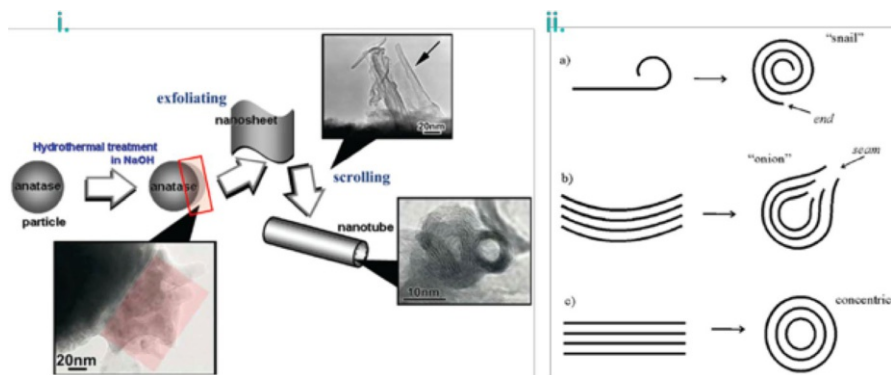 i.
exfoliating
nanosheet
20nm
Hydrothermal treatment
in NaOH
anatase
anatase
particle
scrolling
nanotube
10nm
20nm
ii.
a)
"snail"
end
b)
"onion"
seam
c)
concentric